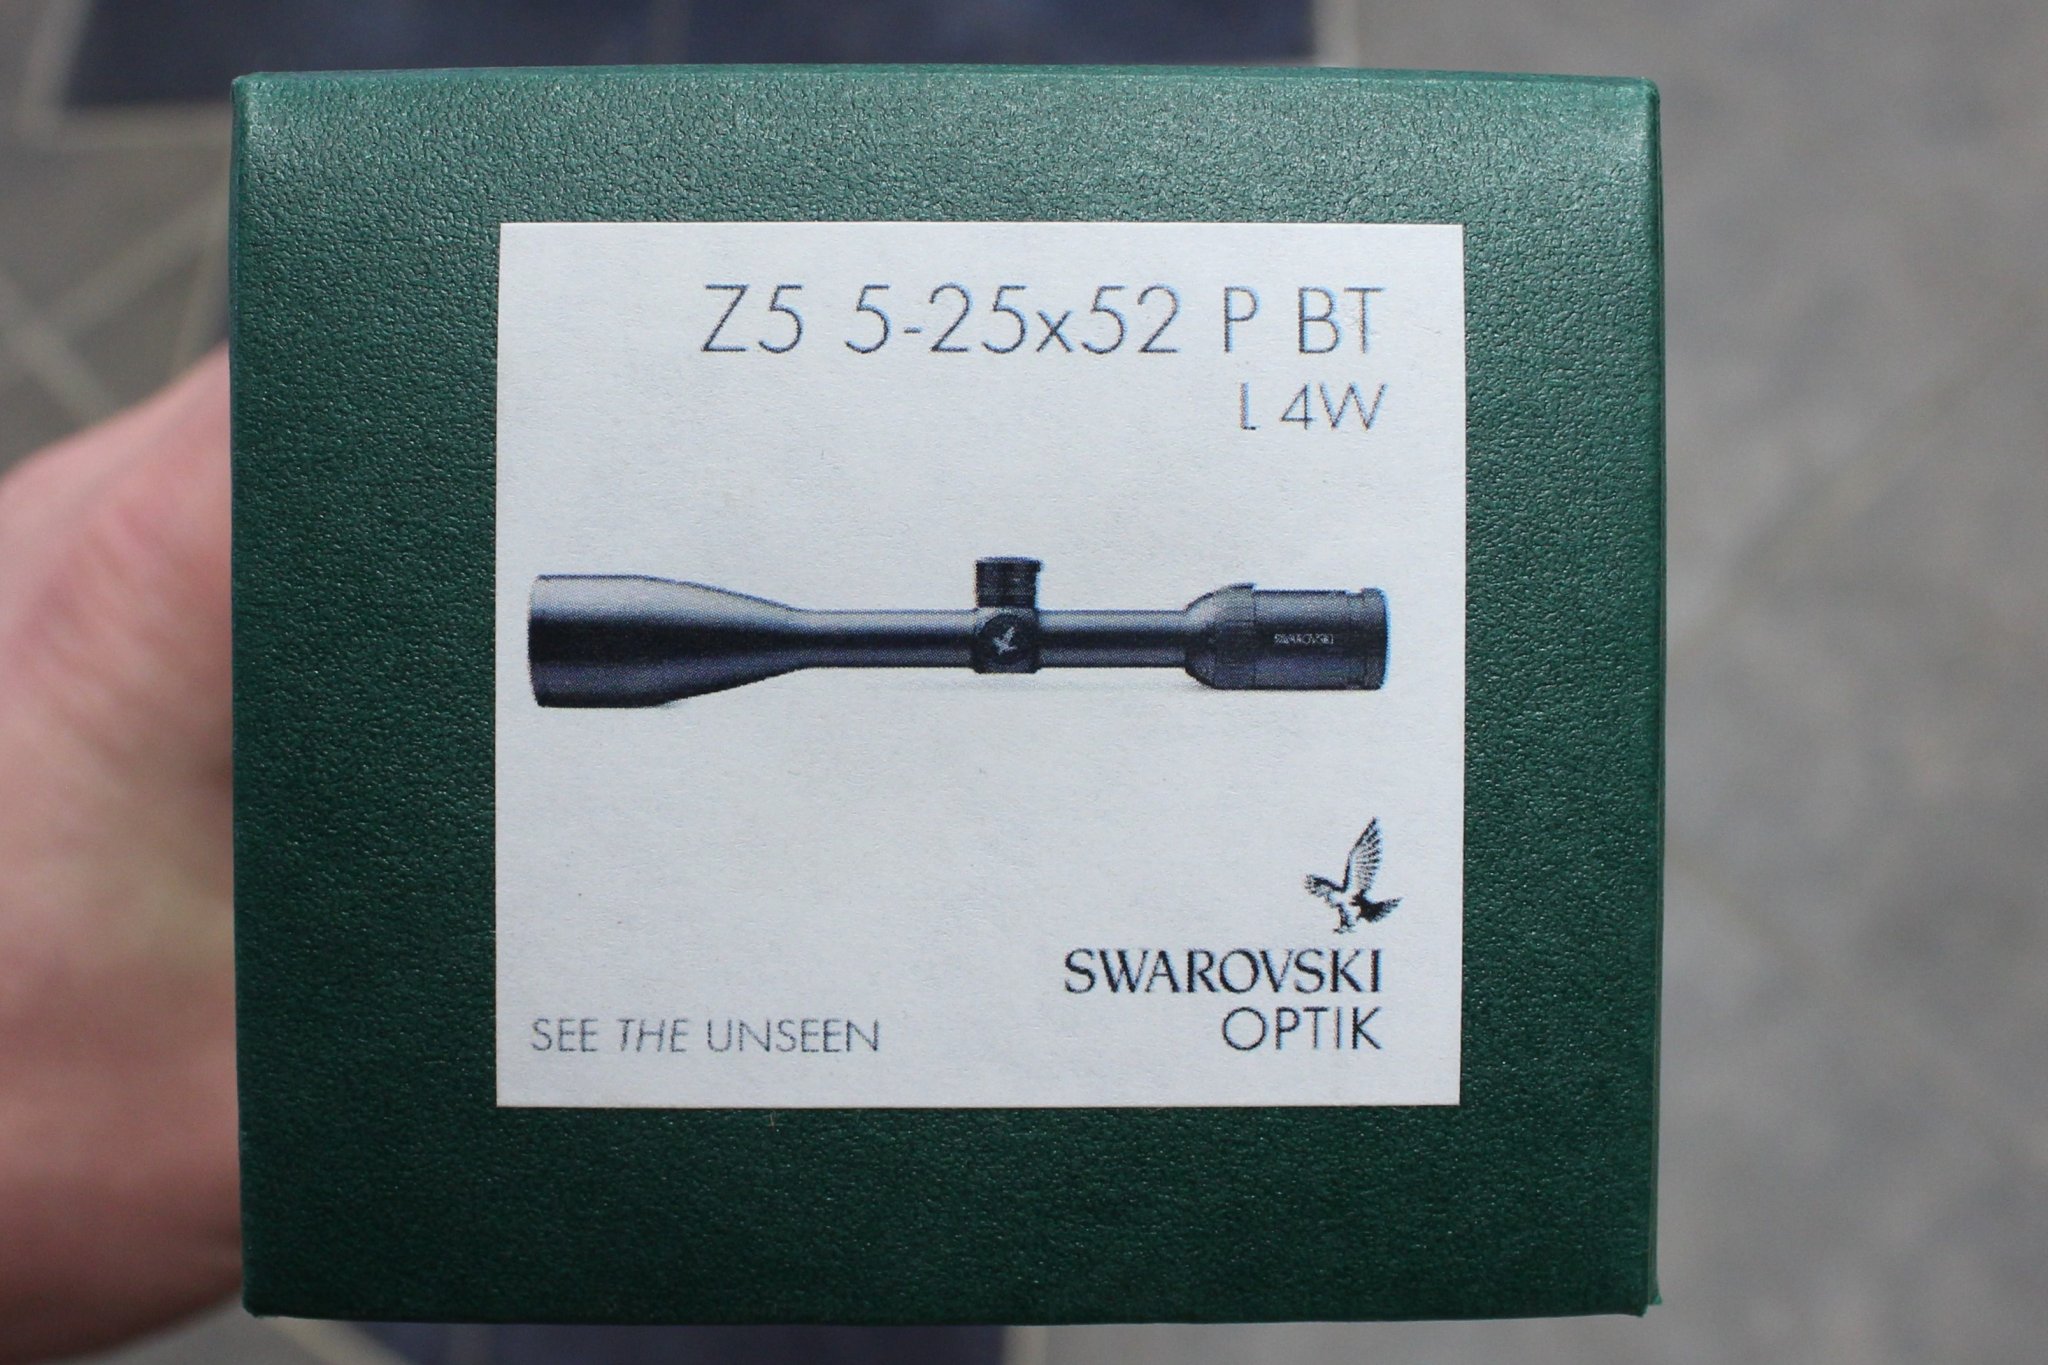 Z5 5-25x52 P BT
L 4W
SWAROVSKI
SWAROVSKI
OPTIK
SEE THE UNSEEN